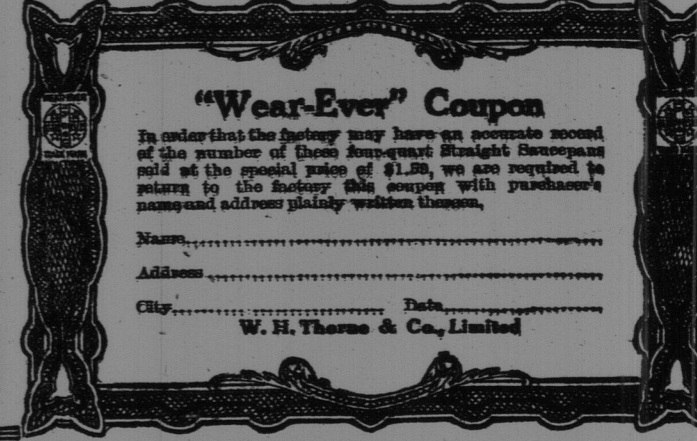 "Wear-Ever" Coupon
In order that the factory may have an accurate record
of the number of these four-quart Straight Saucepans
sold at the special price of we are required to
return to the factory this coupon with purchaser's
name and address plainly written thereon.
Name
Address
City Date
W. H. Thorne & Co., Limited